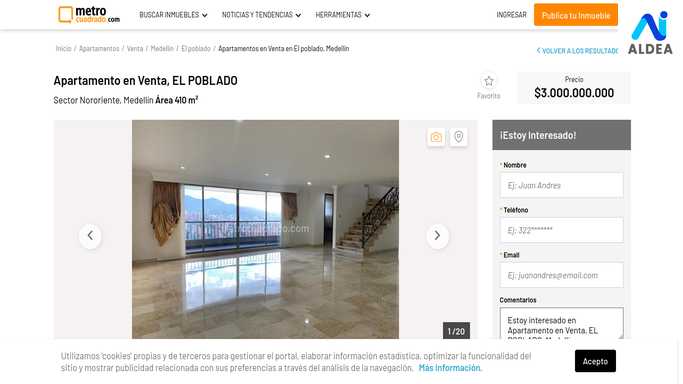 metro
cuadrado.com
BUSCAR INMUEBLES
NOTICIAS Y TENDENCIAS
HERRAMIENTAS
INGRESAR
Publica tu Inmueble
ALDEA
Inicio / Apartamentos / Venta / Medellín / El poblado / Apartamentos en Venta en El poblado, Medellín
VOLVER A LOS RESULTAD
Apartamento en Venta, EL POBLADO
Sector Nororiente, Medellín Área 410 m²
Favorito
Precio
$3.000.000.000
1 / 20
¡Estoy Interesado!
* Nombre
Ej: Juan Andres
* Teléfono
Ej: 322*******
* Email
Ej: juanandres@email.com
Comentarios
Estoy interesado en
Apartamento en Venta, EL
Utilizamos 'cookies' propias y de terceros para gestionar el portal, elaborar información estadística, optimizar la funcionalidad del
sitio y mostrar publicidad relacionada con sus preferencias a través del análisis de la navegación. Más información.
Acepto